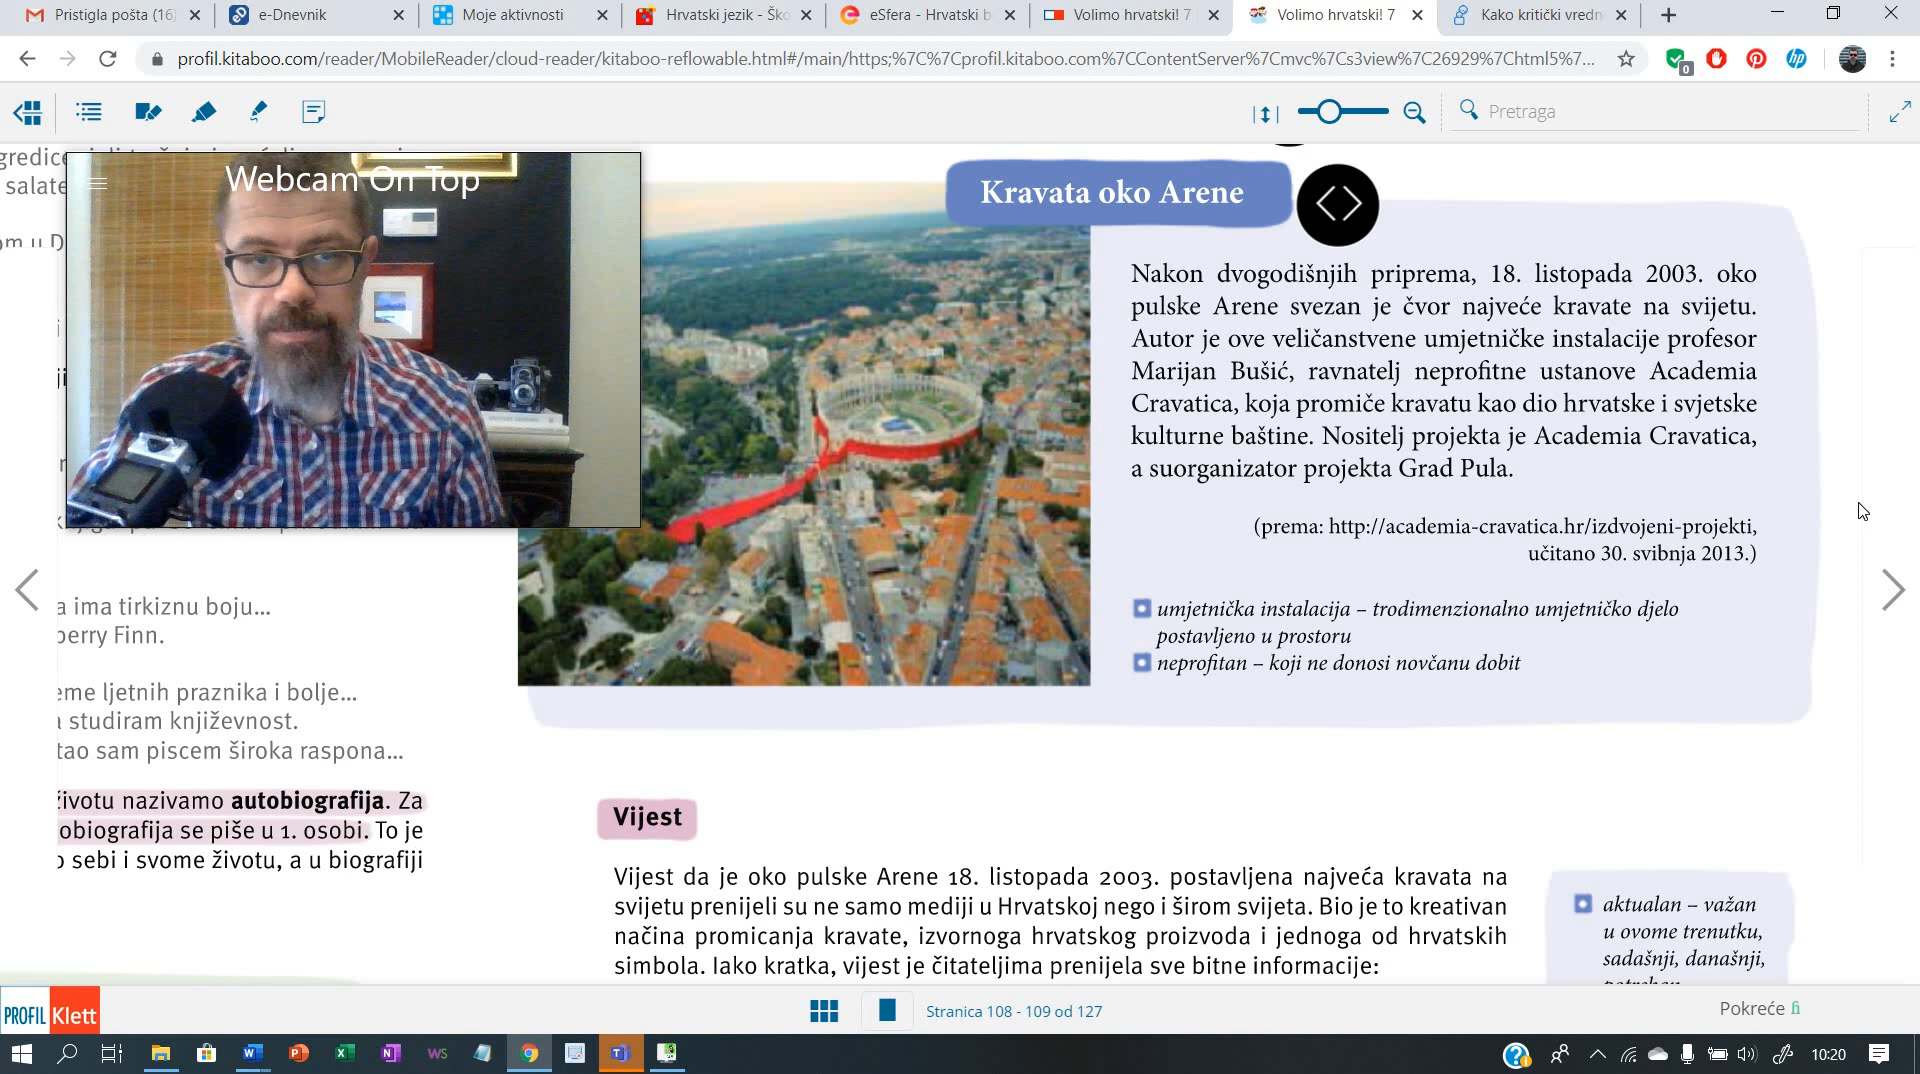 Pristigla pošta (16)
e-Dnevnik
Moje aktivnosti
Hrvatski jezik - Ško
eSfera - Hrvatski b
Volimo hrvatski! 7
Volimo hrvatski! 7
Kako kritički vredn
profil.kitaboo.com/reader/MobileReader/cloud-reader/kitaboo-reflowable.html#/main/https;%7C%7Cprofil.kitaboo.com%7CContentServer%7Cmvc%7Cs3view%7C26929%7Chtml5%7...
0
Pretraga
gredice
salate
om u D
Webcam On Top
a ima tirkiznu boju...
berry Finn.
eme ljetnih praznika i bolje...
a studiram književnost.
tao sam piscem široka raspona...
životu nazivamo autobiografija. Za
obiografija se piše u 1. osobi. To je
o sebi i svome životu, a u biografiji
Kravata oko Arene
Nakon dvogodišnjih priprema, 18. listopada 2003. oko
pulske Arene svezan je čvor najveće kravate na svijetu.
Autor je ove veličanstvene umjetničke instalacije profesor
Marijan Bušić, ravnatelj neprofitne ustanove Academia
Cravatica, koja promiče kravatu kao dio hrvatske i svjetske
kulturne baštine. Nositelj projekta je Academia Cravatica,
a suorganizator projekta Grad Pula.
(prema: http://academia-cravatica.hr/izdvojeni-projekti,
učitano 30. svibnja 2013.)
umjetnička instalacija – trodimenzionalno umjetničko djelo
postavljeno u prostoru
neprofitan – koji ne donosi novčanu dobit
Vijest
Vijest da je oko pulske Arene 18. listopada 2003. postavljena najveća kravata na
svijetu prenijeli su ne samo mediji u Hrvatskoj nego i širom svijeta. Bio je to kreativan
načina promicanja kravate, izvornoga hrvatskog proizvoda i jednoga od hrvatskih
simbola. Iako kratka, vijest je čitateljima prenijela sve bitne informacije:
aktualan – važan
u ovome trenutku,
sadašnji, današnji,
PROFIL Klett
Stranica 108 - 109 od 127
Pokreće
10:20